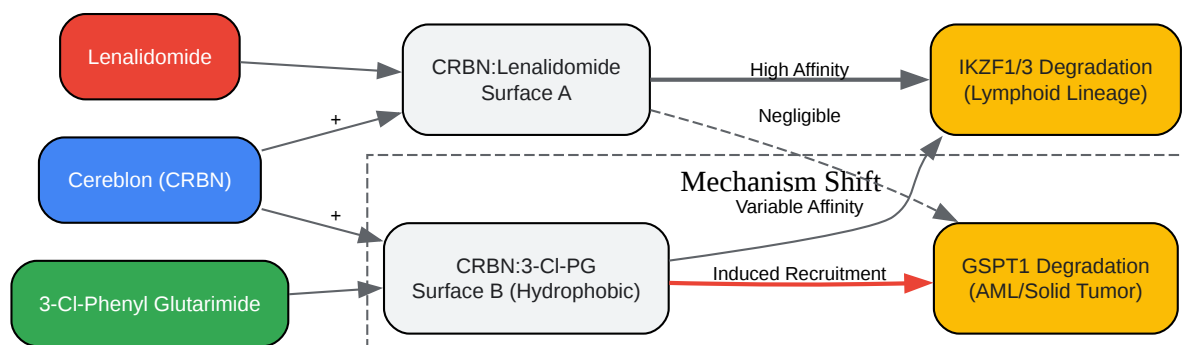 Lenalidomide
CRBN:Lenalidomide
Surface A
High Affinity
IKZF1/3 Degradation
(Lymphoid Lineage)
Negligible
+
Cereblon (CRBN)
Mechanism Shift
+
Variable Affinity
CRBN:3-Cl-PG
Surface B (Hydrophobic)
Induced Recruitment
GSPT1 Degradation
(AML/Solid Tumor)
3-Cl-Phenyl Glutarimide